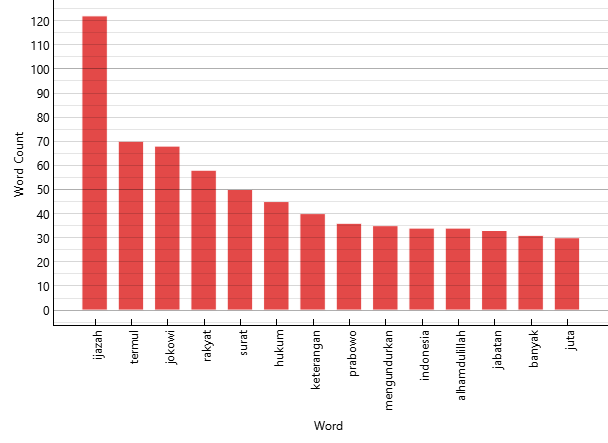 120
110
100
90
80
70
60
50
40
30
20
10
0
Word Count
ijazah
termul
jokowi
rakyat
surat
hukum
keterangan
prabowo
mengundurkan
indonesia
alhamdulillah
jabatan
banyak
juta
Word